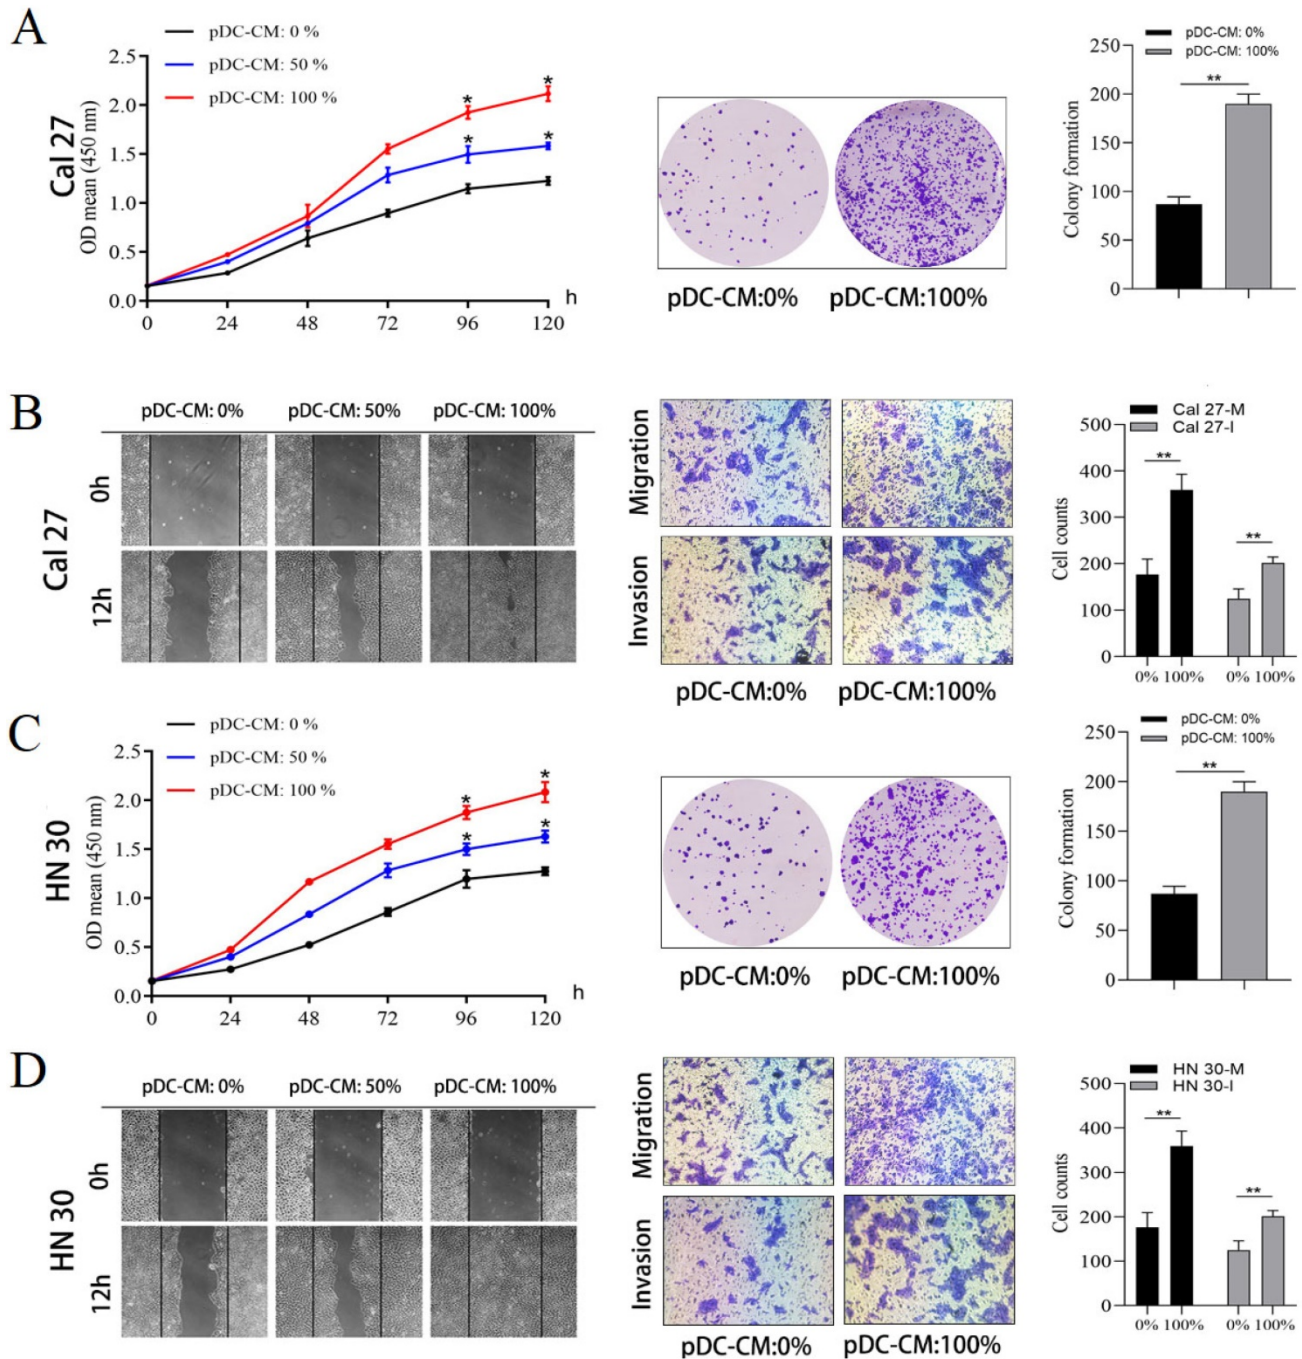 A
pDC-CM: 0 %
pDC-CM: 50 %
pDC-CM: 100 %
Cal 27
OD mean (450 nm)
2.5
2.0
1.5
1.0
0.5
0.0
* *
* *
h
0 24 48 72 96 120
pDC-CM:0% pDC-CM:100%
pDC-CM: 0%
pDC-CM: 100%
Colony formation
250
200
150
100
50
0
**
B
pDC-CM: 0% pDC-CM: 50% pDC-CM: 100%
Cal 27
0h
12h
Migration
Invasion
pDC-CM:0% pDC-CM:100%
Cal 27-M
Cal 27-I
Cell counts
500
400
300
200
100
0
**
**
0% 100% 0% 100%
C
pDC-CM: 0 %
pDC-CM: 50 %
pDC-CM: 100 %
HN 30
OD mean (450 nm)
2.5
2.0
1.5
1.0
0.5
0.0
* *
* *
h
0 24 48 72 96 120
pDC-CM:0% pDC-CM:100%
pDC-CM: 0%
pDC-CM: 100%
Colony formation
250
200
150
100
50
0
**
D
pDC-CM: 0% pDC-CM: 50% pDC-CM: 100%
HN 30
0h
12h
Migration
Invasion
pDC-CM:0% pDC-CM:100%
HN 30-M
HN 30-I
Cell counts
500
400
300
200
100
0
**
**
0% 100% 0% 100%